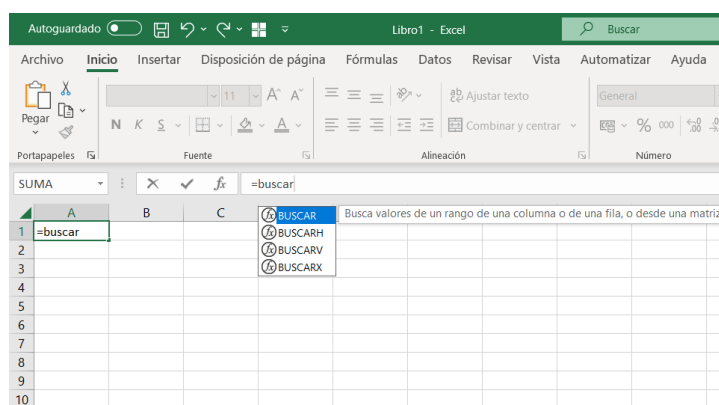 Autoguardado
Libro1 - Excel
Buscar
Archivo Inicio Insertar Disposición de página Fórmulas Datos Revisar Vista Automatizar Ayuda
Pegar
11 A A
ab Ajustar texto
General
N K S A
Combinar y centrar
% 000
Portapapeles Fuente Alineación Número
SUMA fx =buscar
A B C
BUSCAR Busca valores de un rango de una columna o de una fila, o desde una matriz
1 =buscar
BUSCARH
2
BUSCARV
3
BUSCARX
4
5
6
7
8
9
10